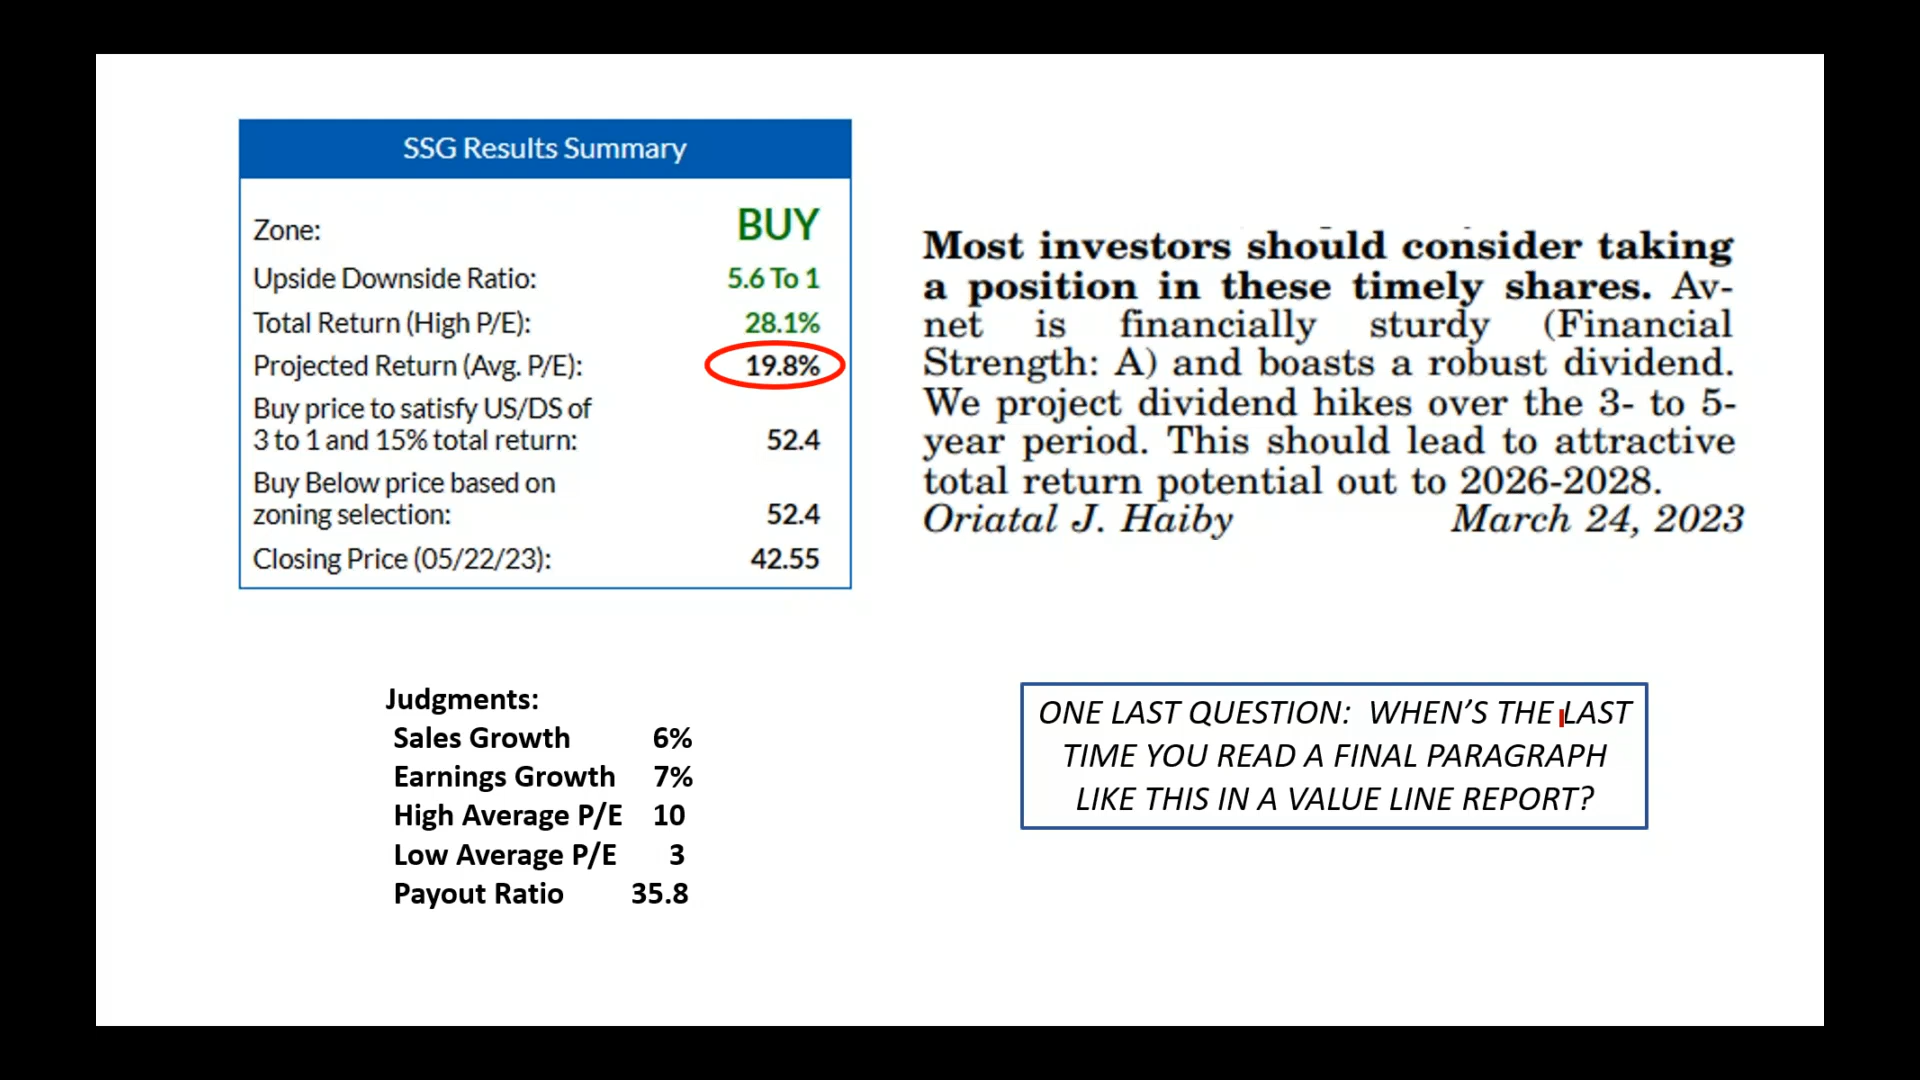 SSG Results Summary
Zone: BUY
Upside Downside Ratio: 5.6 To 1
Total Return (High P/E): 28.1%
Projected Return (Avg. P/E): 19.8%
Buy price to satisfy US/DS of
3 to 1 and 15% total return: 52.4
Buy Below price based on
zoning selection: 52.4
Closing Price (05/22/23): 42.55
Most investors should consider taking
a position in these timely shares. Av-
net is financially sturdy (Financial
Strength: A) and boasts a robust dividend.
We project dividend hikes over the 3- to 5-
year period. This should lead to attractive
total return potential out to 2026-2028.
Oriatal J. Haiby March 24, 2023
Judgments:
Sales Growth 6%
Earnings Growth 7%
High Average P/E 10
Low Average P/E 3
Payout Ratio 35.8
ONE LAST QUESTION: WHEN'S THE LAST
TIME YOU READ A FINAL PARAGRAPH
LIKE THIS IN A VALUE LINE REPORT?